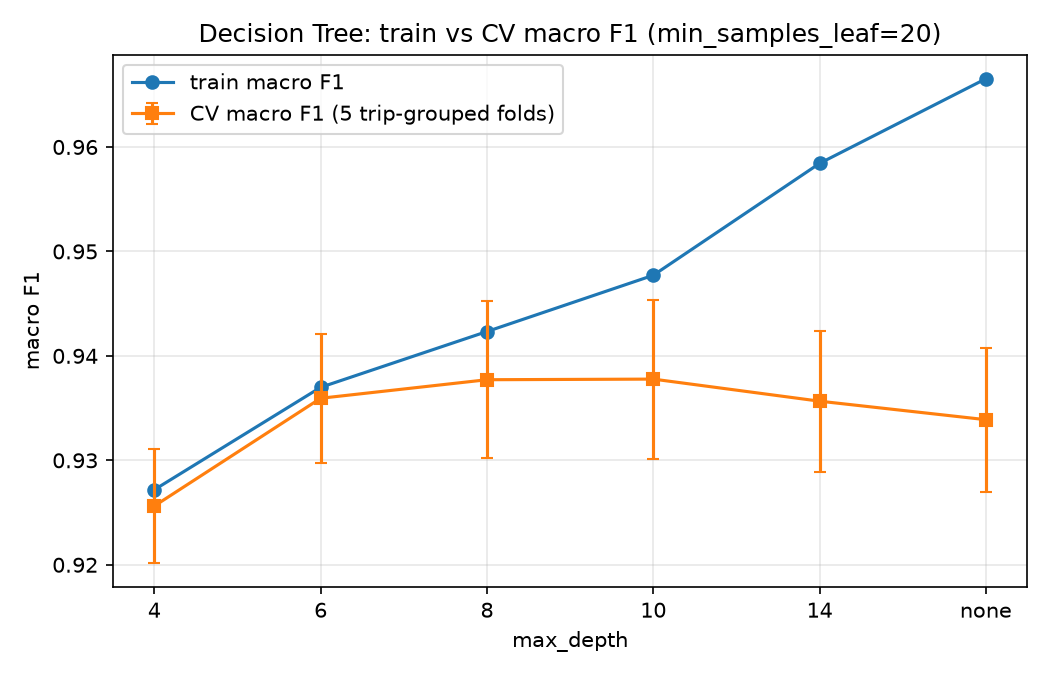 Decision Tree: train vs CV macro F1 (min_samples_leaf=20)
train macro F1
CV macro F1 (5 trip-grouped folds)
macro F1
0.96
0.95
0.94
0.93
0.92
4 6 8 10 14 none
max_depth